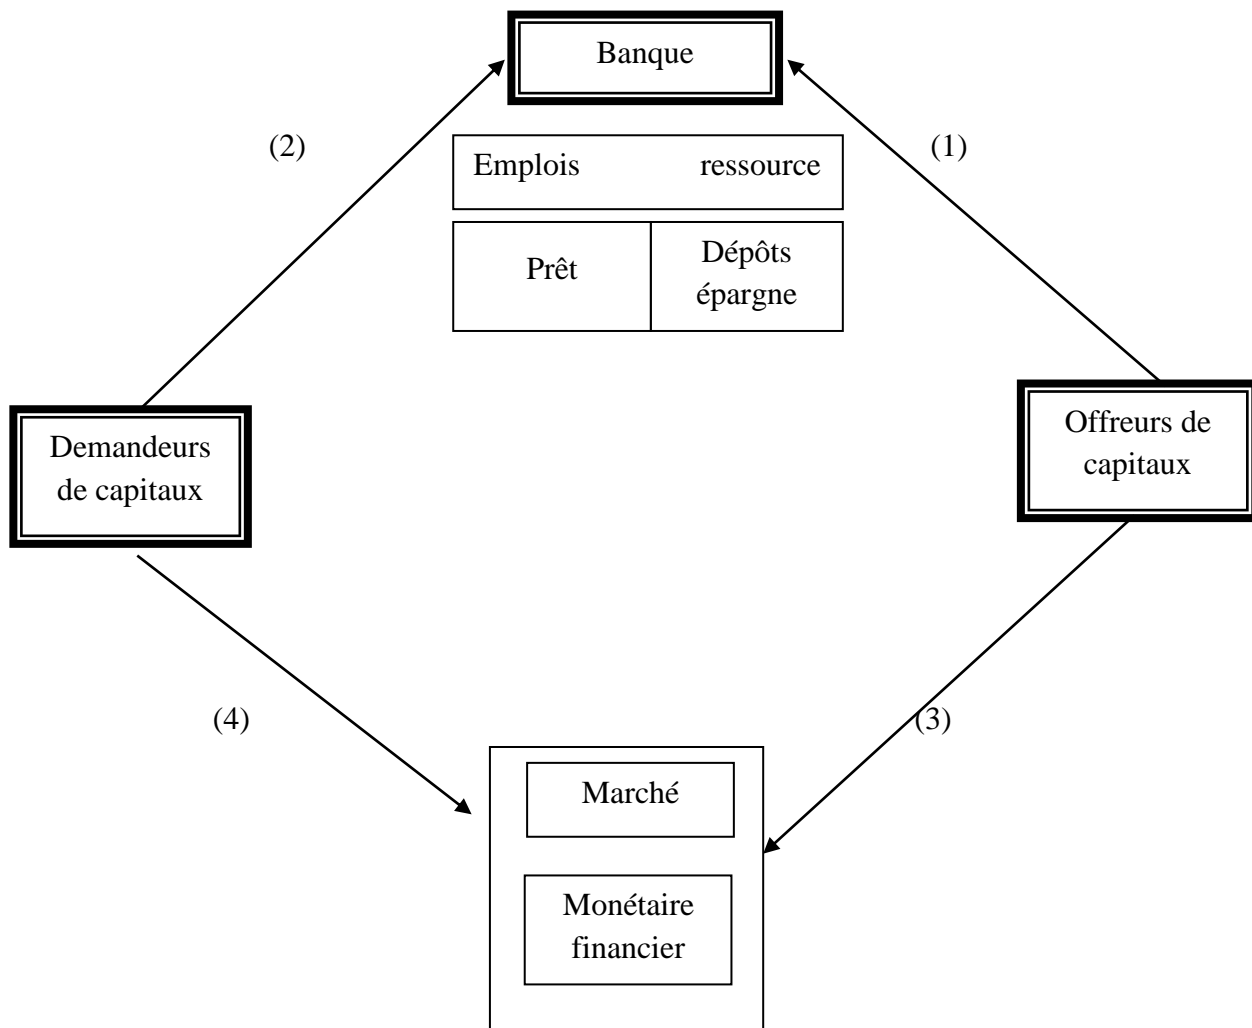 Banque
(2)
(1)
Emplois ressource
Prêt
Dépôts
épargne
Demandeurs
de capitaux
Offreurs de
capitaux
(4)
(3)
Marché
Monétaire
financier